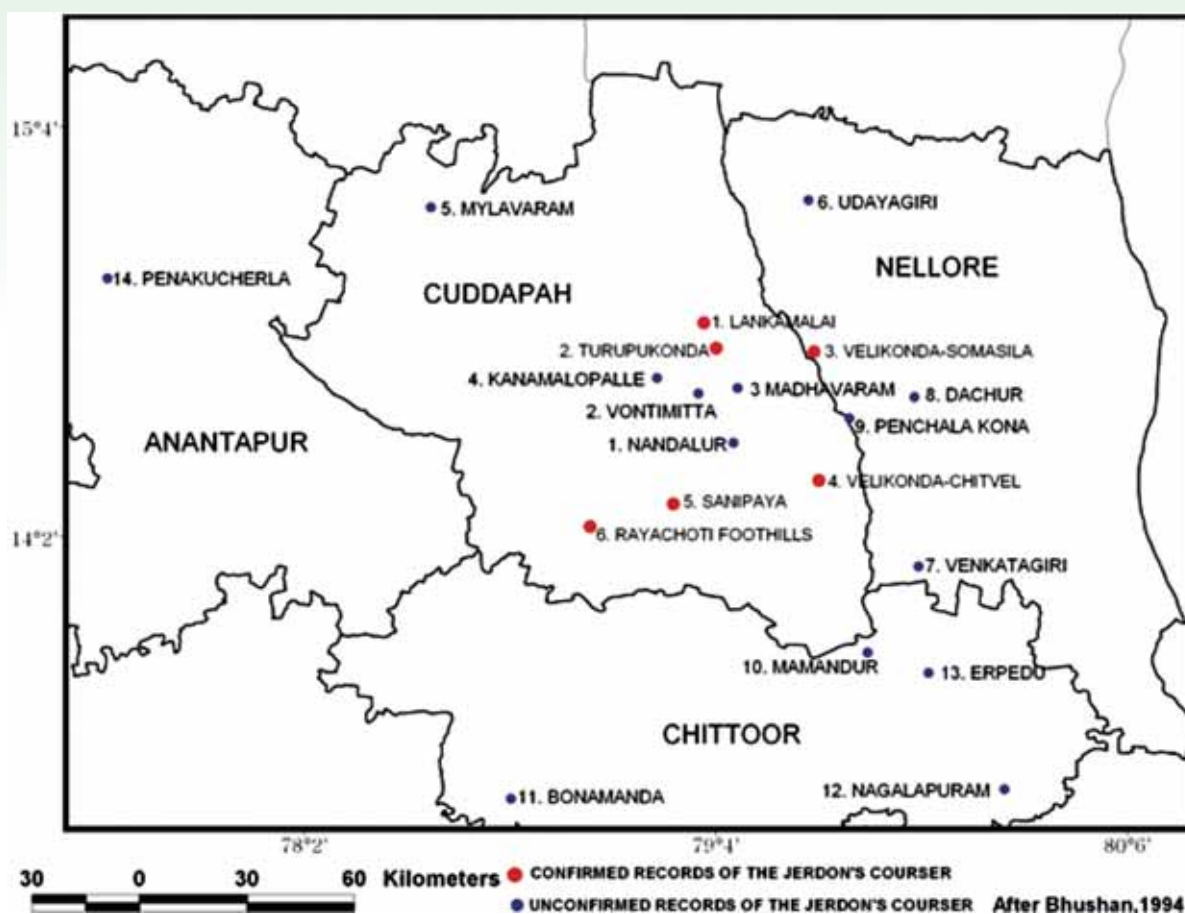 15°4'
5. MYLAVARAM
6. UDAYAGIRI
14. PENAKUCHERLA
NELLORE
CUDDAPAH
1. LANKAMALAI
2. TURUPUKONDA
3. VELIKONDA-SOMASILA
4. KANAMALOPALLE
3 MADHAVARAM
8. DACHUR
2. VONTIMITTA
9. PENCHALA KONA
ANANTAPUR
1. NANDALUR
4. VELIKONDA-CHITVEL
5. SANIPAYA
14°2'
6. RAYACHOTI FOOTHILLS
7. VENKATAGIRI
10. MAMANDUR
13. ERPEDU
CHITTOOR
11. BONAMANDA
12. NAGALAPURAM
78°2'
79°4'
80°6'
30 0 30 60 Kilometers
CONFIRMED RECORDS OF THE JERDON'S COURSER
UNCONFIRMED RECORDS OF THE JERDON'S COURSER After Bhushan,1994